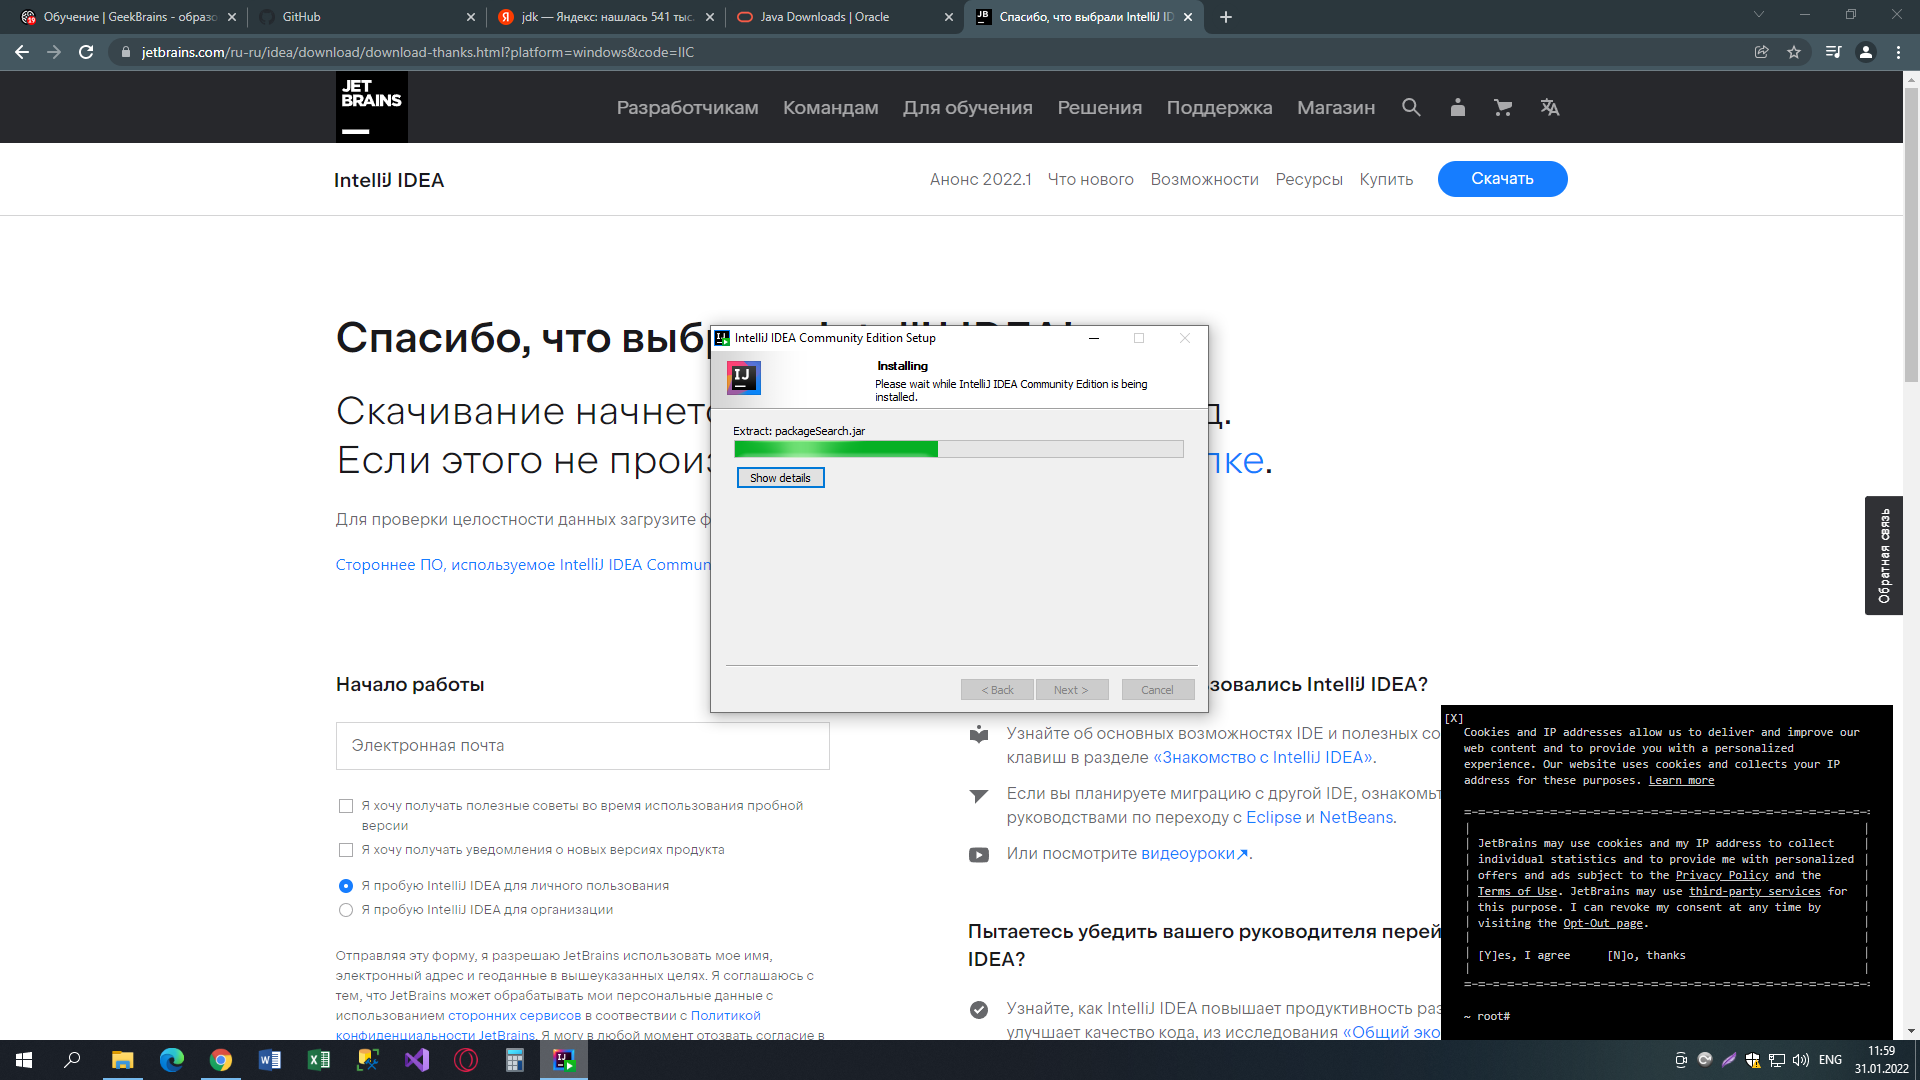 Обучение | GeekBrains - образо
GitHub
jdk — Яндекс: нашлась 541 тыс.
Java Downloads | Oracle
Спасибо, что выбрали IntelliJ ID
jetbrains.com/ru-ru/idea/download/download-thanks.html?platform=windows&code=IIC
JET
BRAINS
Разработчикам
Командам
Для обучения
Решения
Поддержка
Магазин
IntelliJ IDEA
Анонс 2022.1
Что нового
Возможности
Ресурсы
Купить
Скачать
Спасибо, что выб
Скачивание начнетс
Если этого не произ
лке.
Для проверки целостности данных загрузите ф
Стороннее ПО, используемое IntelliJ IDEA Commun
IntelliJ IDEA Community Edition Setup
IJ
Installing
Please wait while IntelliJ IDEA Community Edition is being
installed.
Extract: packageSearch.jar
Show details
< Back
Next >
Cancel
Обратная связь
Начало работы
Электронная почта
Я хочу получать полезные советы во время использования пробной
версии
Я хочу получать уведомления о новых версиях продукта
Я пробую IntelliJ IDEA для личного пользования
Я пробую IntelliJ IDEA для организации
Отправляя эту форму, я разрешаю JetBrains использовать мое имя,
электронный адрес и геоданные в вышеуказанных целях. Я соглашаюсь с
тем, что JetBrains может обрабатывать мои персональные данные с
использованием сторонних сервисов в соотвествии с Политикой
конфиденциальности JetBrains. Я могу в любой момент отозвать согласие в
зовались IntelliJ IDEA?
Узнайте об основных возможностях IDE и полезных со
клавиш в разделе «Знакомство с IntelliJ IDEA».
Если вы планируете миграцию с другой IDE, ознакомьт
руководствами по переходу с Eclipse и NetBeans.
Или посмотрите видеоуроки↗.
Пытаетесь убедить вашего руководителя перей
IDEA?
Узнайте, как IntelliJ IDEA повышает продуктивность раз
улучшает качество кода, из исследования «Общий эко
[X]
Cookies and IP addresses allow us to deliver and improve our
web content and to provide you with a personalized
experience. Our website uses cookies and collects your IP
address for these purposes. Learn more
JetBrains may use cookies and my IP address to collect
individual statistics and to provide me with personalized
offers and ads subject to the Privacy Policy and the
Terms of Use. JetBrains may use third-party services for
this purpose. I can revoke my consent at any time by
visiting the Opt-Out page.
[Y]es, I agree [N]o, thanks
~ root#
ENG
11:59
31.01.2022